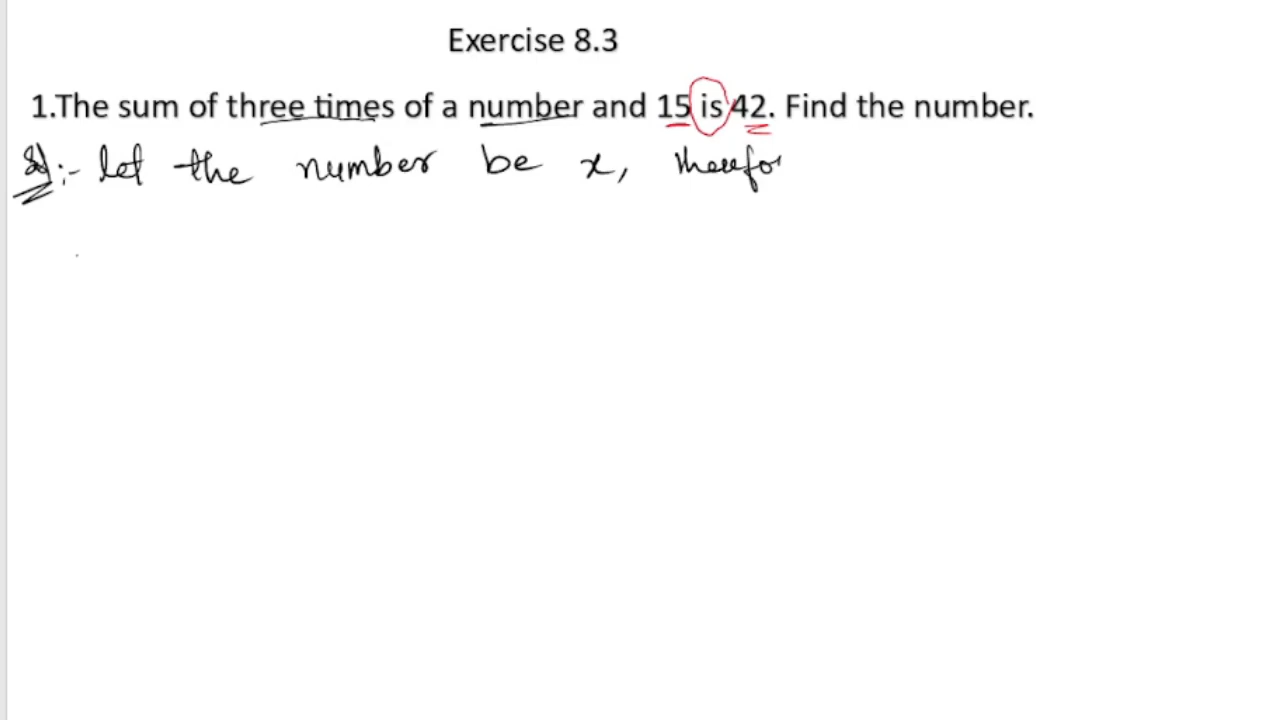 Exercise 8.3
1.The sum of three times of a number and 15 is 42. Find the number.
Sol:- let the number be x, therefo